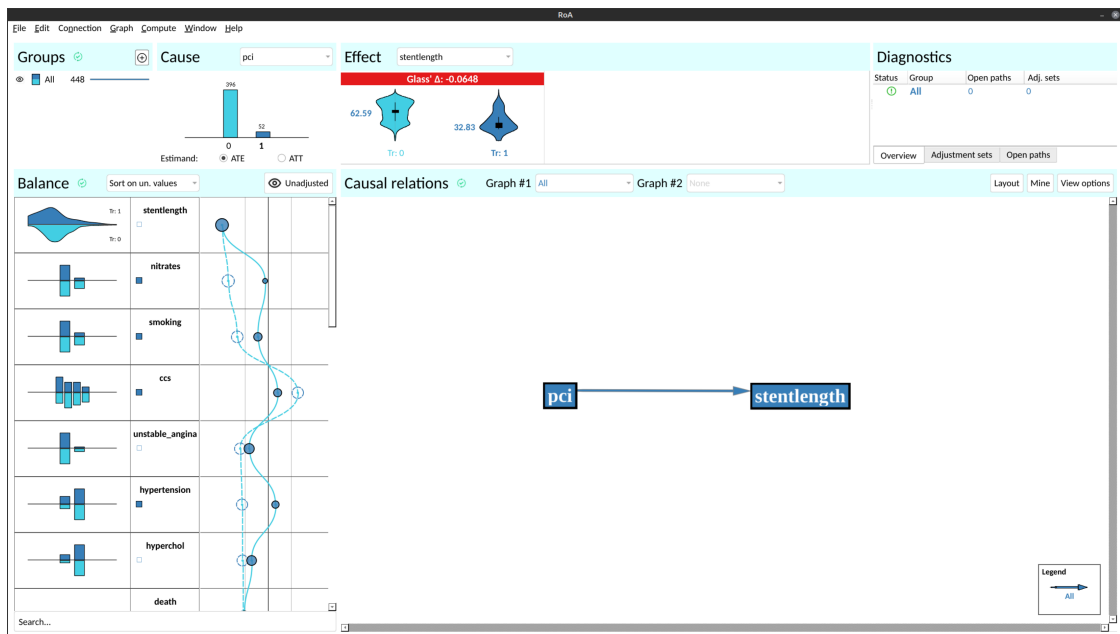 RoA
File Edit Connection Graph Compute Window Help
Groups
All 448
Cause pci
396
52
0 1
Estimand: ATE ATT
Effect stentlength
Glass' Δ: -0.0648
62.59
32.83
Tr: 0 Tr: 1
Diagnostics
Status Group Open paths Adj. sets
All 0 0
Overview Adjustment sets Open paths
Balance Sort on un. values Unadjusted
Tr: 1
Tr: 0
stentlength
nitrates
smoking
ccs
unstable_angina
hypertension
hyperchol
death
Search...
Causal relations Graph #1 All Graph #2 None Layout Mine View options
pci stentlength
Legend
All